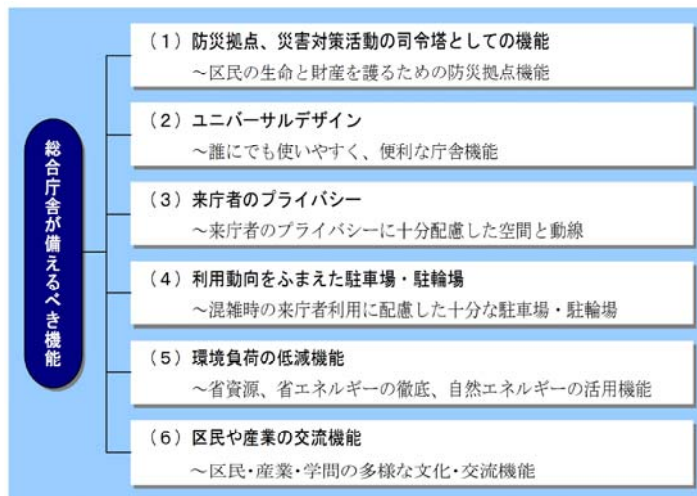 総合庁舎が備えるべき機能
（１）防災拠点、災害対策活動の司令塔としての機能
～区民の生命と財産を護るための防災拠点機能
（２）ユニバーサルデザイン
～誰にでも使いやすく、便利な庁舎機能
（３）来庁者のプライバシー
～来庁者のプライバシーに十分配慮した空間と動線
（４）利用動向をふまえた駐車場・駐輪場
～混雑時の来庁者利用に配慮した十分な駐車場・駐輪場
（５）環境負荷の低減機能
～省資源、省エネルギーの徹底、自然エネルギーの活用機能
（６）区民や産業の交流機能
～区民・産業・学問の多様な文化・交流機能